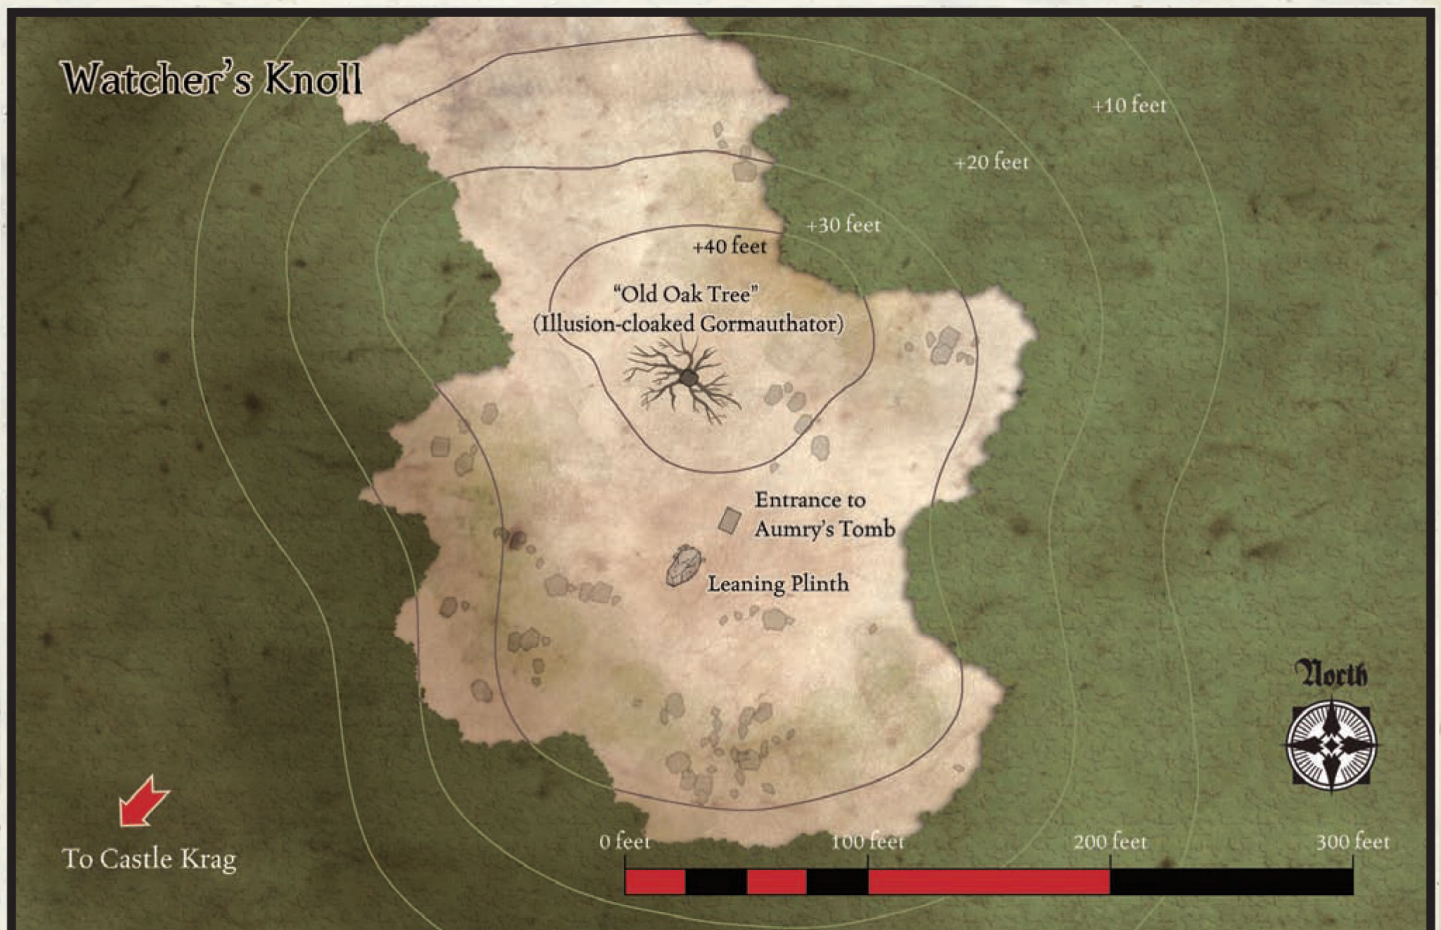 Watcher's Knoll
+10 feet
+20 feet
+30 feet
+40 feet
“Old Oak Tree”
(Illusion-cloaked Gormauthator)
Entrance to
Aumry's Tomb
Leaning Plinth
North
To Castle Krag
0 feet
100 feet
200 feet
300 feet